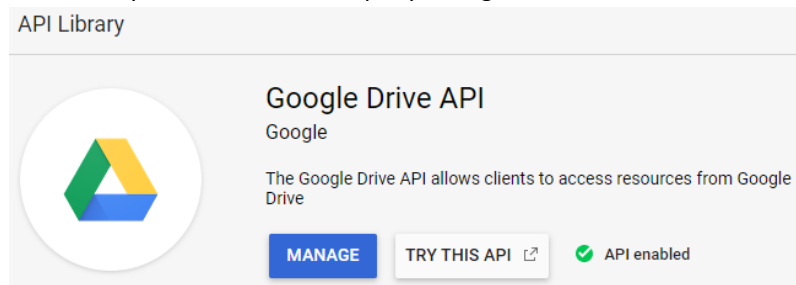 API Library
Google Drive API
Google
The Google Drive API allows clients to access resources from Google
Drive
MANAGE
TRY THIS API
API enabled